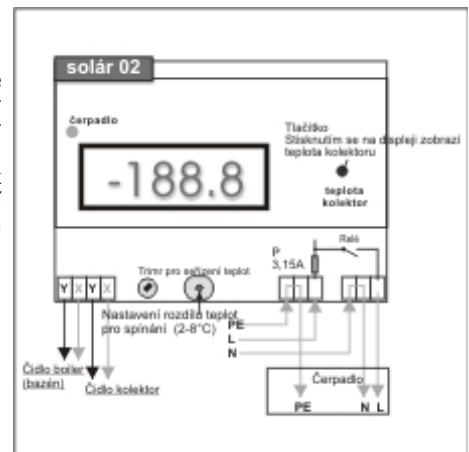 solár 02
čerpadlo
-188.8
Tlačítko
Stisknutím se na displeji zobrazí
teplota kolektoru
teplota
kolektor
P
3,15A
Relé
Trimr pro seřízení teplot
Y X Y X
Nastavení rozdílu teplot
pro spínání (2-8°C)
PE
L
N
Čidlo boiler
(bazén)
Čidlo kolektor
Čerpadlo
PE N L